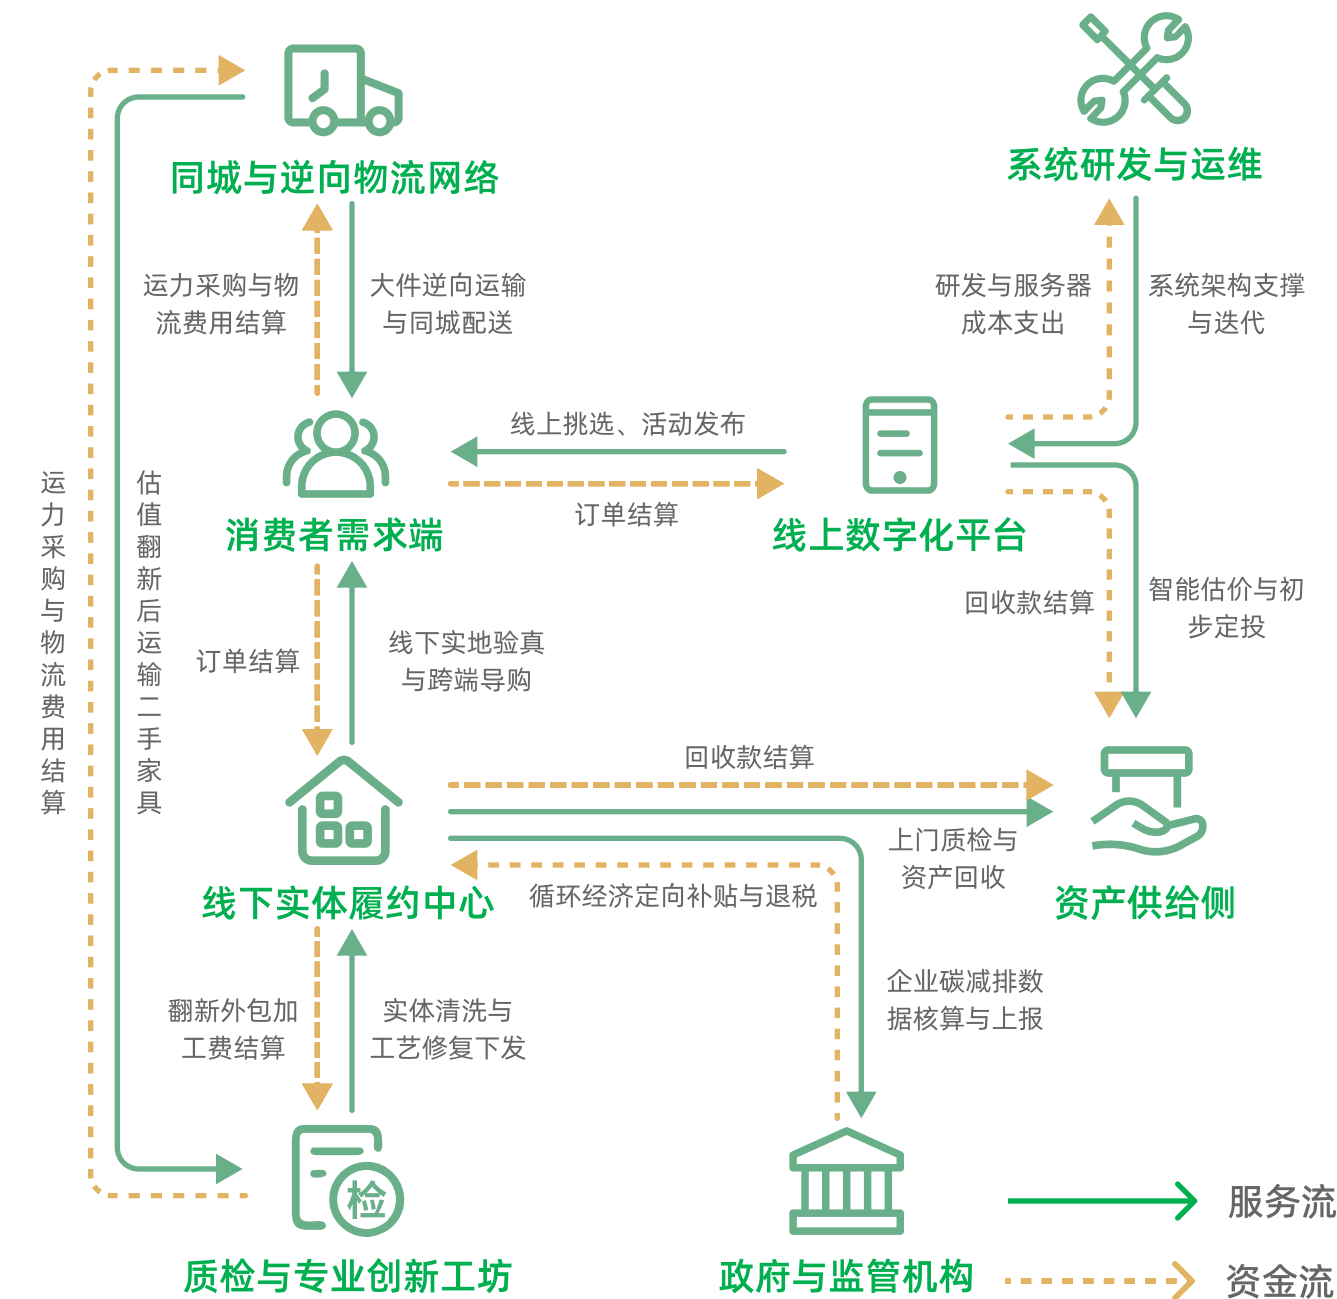 同城与逆向物流网络
系统研发与运维
运力采购与物
流费用结算
大件逆向运输
与同城配送
研发与服务器
成本支出
系统架构支撑
与迭代
线上挑选、活动发布
订单结算
消费者需求端
线上数字化平台
运力采购与物流费用结算
估值翻新后运输二手家具
回收款结算
智能估价与初
步定投
订单结算
线下实地验真
与跨端导购
回收款结算
上门质检与
资产回收
线下实体履约中心
循环经济定向补贴与退税
资产供给侧
翻新外包加
工费结算
实体清洗与
工艺修复下发
企业碳减排数
据核算与上报
检
质检与专业创新工坊
政府与监管机构
服务流
资金流